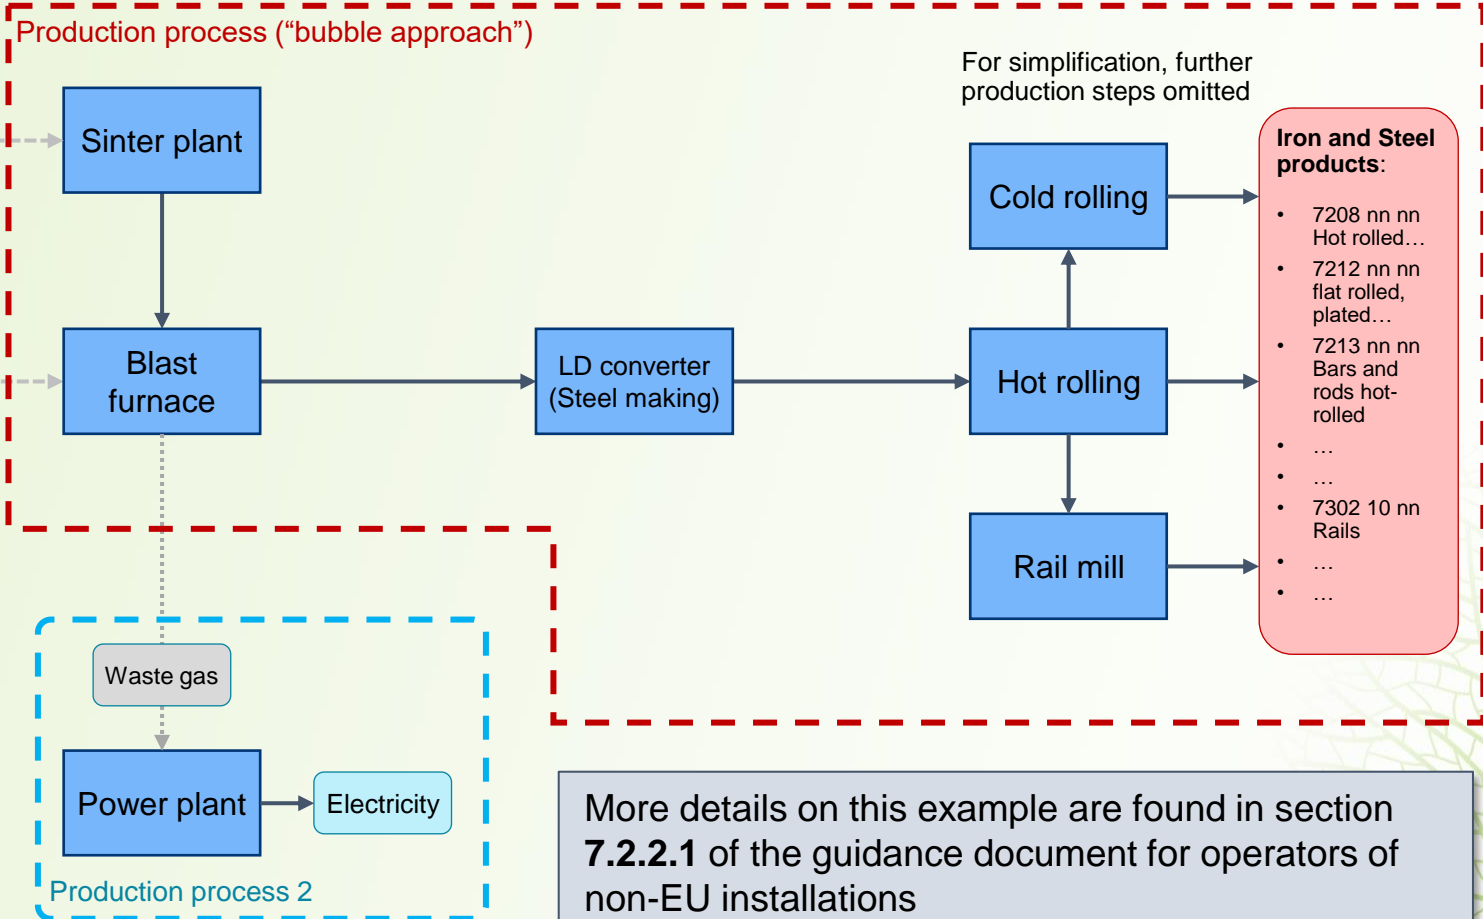 Production process (“bubble approach”)
For simplification, further
production steps omitted
Sinter plant
Cold rolling
Iron and Steel
products:
• 7208 nn nn
Hot rolled…
• 7212 nn nn
flat rolled,
plated…
• 7213 nn nn
Bars and
rods hot-
rolled
• …
• …
• 7302 10 nn
Rails
• …
• …
Blast
furnace
LD converter
(Steel making)
Hot rolling
Rail mill
Waste gas
Power plant
Electricity
Production process 2
More details on this example are found in section
7.2.2.1 of the guidance document for operators of
non-EU installations